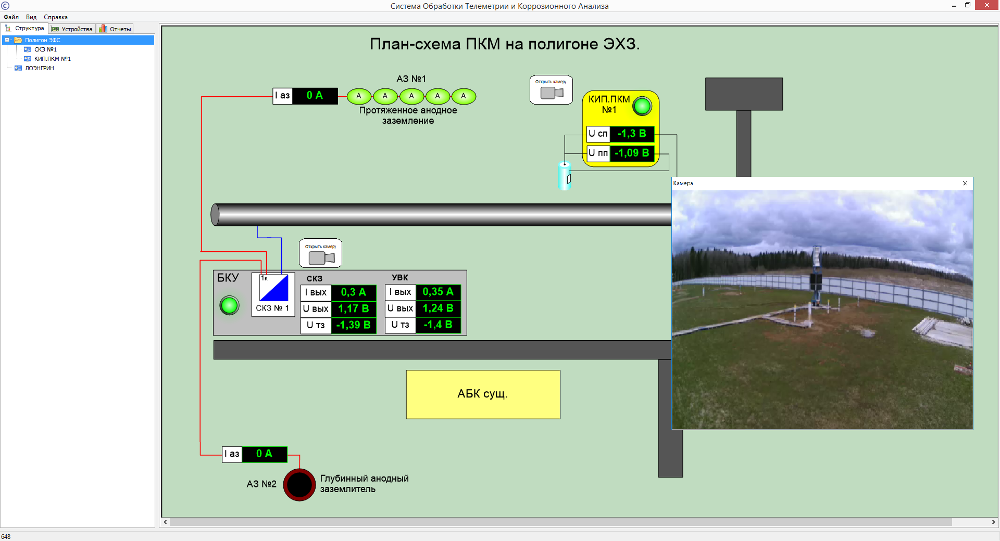 Система Обработки Телеметрии и Коррозионного Анализа
Файл Вид Справка
Структура Устройства Отчеты
Полигон ЭФС
СКЗ №1
КИП.ПКМ №1
ЛОЭНГРИН
План-схема ПКМ на полигоне ЭХЗ.
АЗ №1
I аз 0 А
А А А А А
Протяженное анодное
заземление
Открыть камеру
КИП.ПКМ
№1
U сп -1,3 В
U пп -1,09 В
Камера
Открыть камеру
БКУ
1к
СКЗ № 1
СКЗ
I вых 0,3 А
U вых 1,17 В
U тз -1,39 В
УВК
I вых 0,35 А
U вых 1,24 В
U тз -1,4 В
АБК сущ.
I аз 0 А
АЗ №2
Глубинный анодный
заземлитель
648